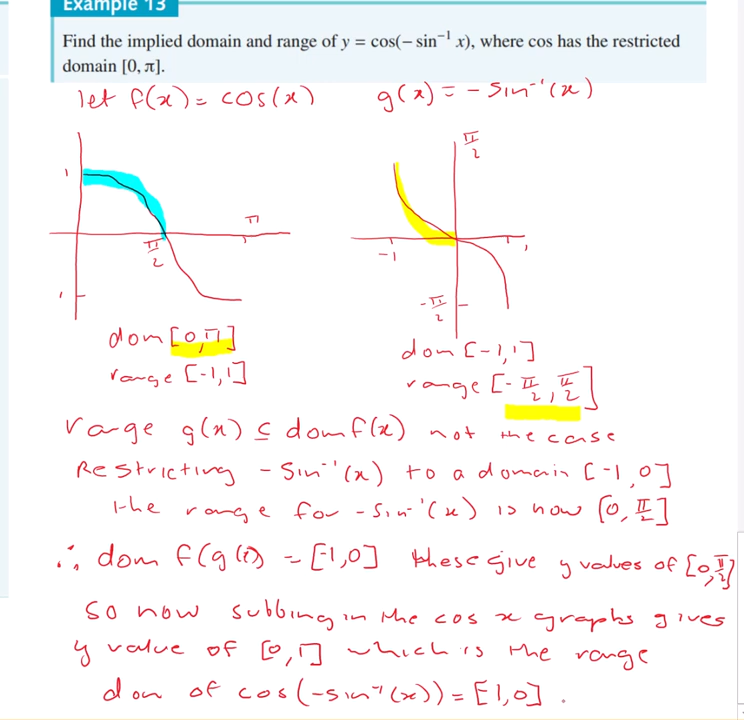 Example 13
Find the implied domain and range of y = cos(− sin⁻¹ x), where cos has the restricted
domain [0, π].
let f(x) = cos(x)   g(x) = - sin⁻¹(x)
π/2
1
π
π/2
-1
1
1
-π/2
dom [0, π]
range [-1, 1]
dom [-1, 1]
range [-π/2, π/2]
range g(x) ⊆ dom f(x) not the case
Restricting - sin⁻¹(x) to a domain [-1, 0]
the range for - sin⁻¹(x) is now [0, π/2]
∴ dom f(g(x)) = [-1, 0] these give y values of [0, π/2]
so now subbing in the cos x graphs gives
y value of [0, 1] which is the range
dom of cos(-sin⁻¹(x)) = [-1, 0].